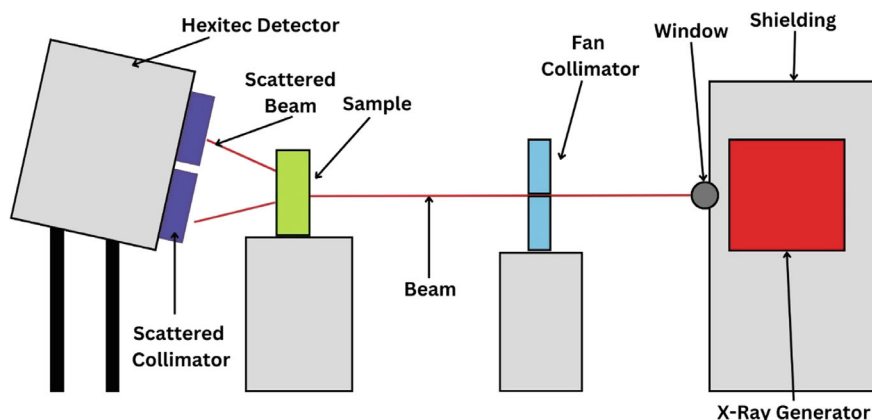 Hexitec Detector
Scattered
Beam
Sample
Fan
Collimator
Window
Shielding
Beam
Scattered
Collimator
X-Ray Generator